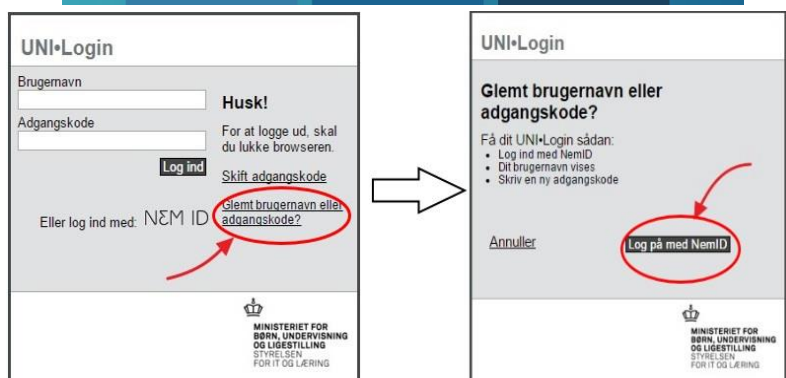 UNI•Login
Brugernavn
Adgangskode
Log ind
Eller log ind med: NEM ID
Husk!
For at logge ud, skal
du lukke browseren.
Skift adgangskode
Glemt brugernavn eller
adgangskode?
MINISTERIET FOR
BØRN, UNDERVISNING
OG LIGESTILLING
STYRELSEN
FOR IT OG LÆRING
UNI•Login
Glemt brugernavn eller
adgangskode?
Få dit UNI•Login sådan:
• Log ind med NemID
• Dit brugernavn vises
• Skriv en ny adgangskode
Annuller
Log på med NemID
MINISTERIET FOR
BØRN, UNDERVISNING
OG LIGESTILLING
STYRELSEN
FOR IT OG LÆRING